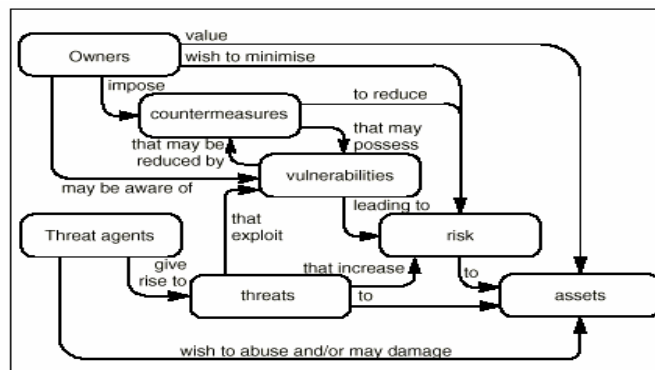 value
Owners
wish to minimise
impose
to reduce
countermeasures
that may be
reduced by
that may
possess
vulnerabilities
may be aware of
leading to
that
exploit
Threat agents
risk
give
rise to
that increase
to
threats
to
assets
wish to abuse and/or may damage